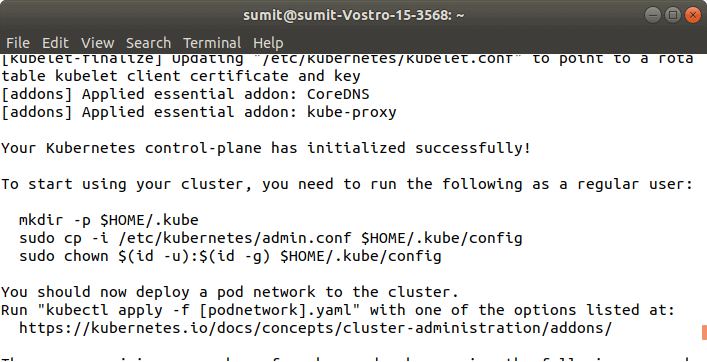 sumit@sumit-Vostro-15-3568: ~
File Edit View Search Terminal Help
[kubelet-finalize] Updating "/etc/kubernetes/kubelet.conf" to point to a rota
table kubelet client certificate and key
[addons] Applied essential addon: CoreDNS
[addons] Applied essential addon: kube-proxy
Your Kubernetes control-plane has initialized successfully!
To start using your cluster, you need to run the following as a regular user:
mkdir -p $HOME/.kube
sudo cp -i /etc/kubernetes/admin.conf $HOME/.kube/config
sudo chown $(id -u):$(id -g) $HOME/.kube/config
You should now deploy a pod network to the cluster.
Run "kubectl apply -f [podnetwork].yaml" with one of the options listed at:
https://kubernetes.io/docs/concepts/cluster-administration/addons/